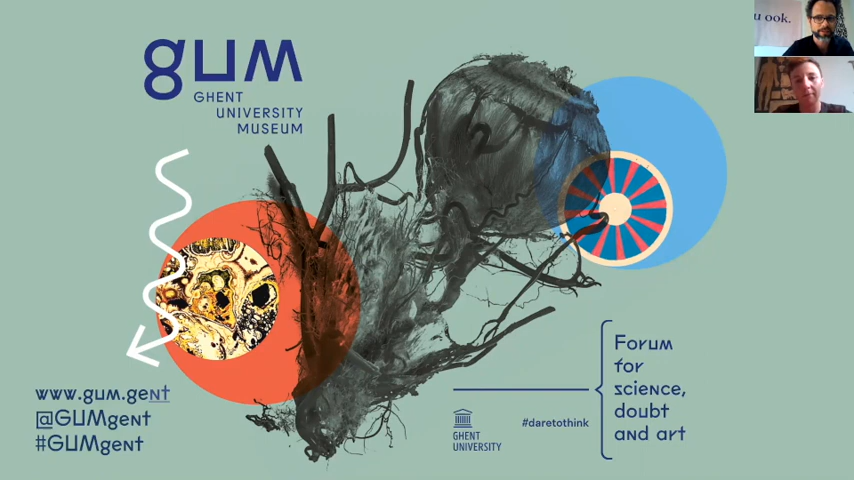 gum
GHENT
UNIVERSITY
MUSEUM
u ook.
www.gum.gent
@GUMgent
#GUMgent
GHENT
UNIVERSITY
#daretothink
Forum
for
science,
doubt
and art